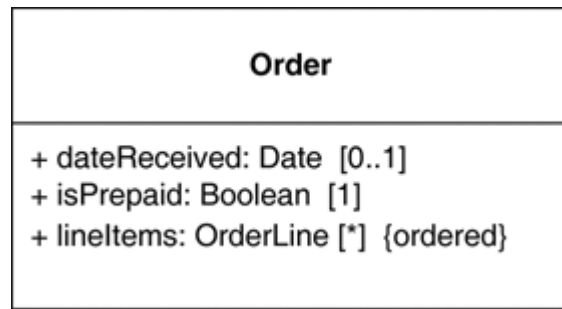 Order
+ dateReceived: Date [0..1]
+ isPrepaid: Boolean [1]
+ lineItems: OrderLine [*] {ordered}